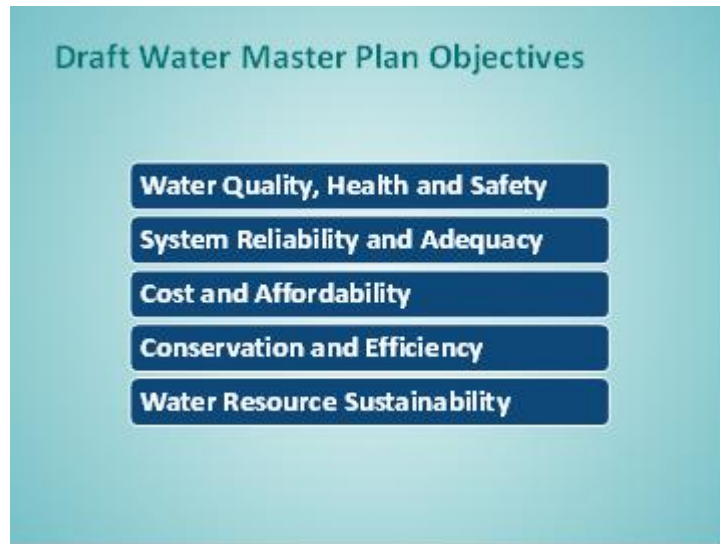 Draft Water Master Plan Objectives
Water Quality, Health and Safety
System Reliability and Adequacy
Cost and Affordability
Conservation and Efficiency
Water Resource Sustainability